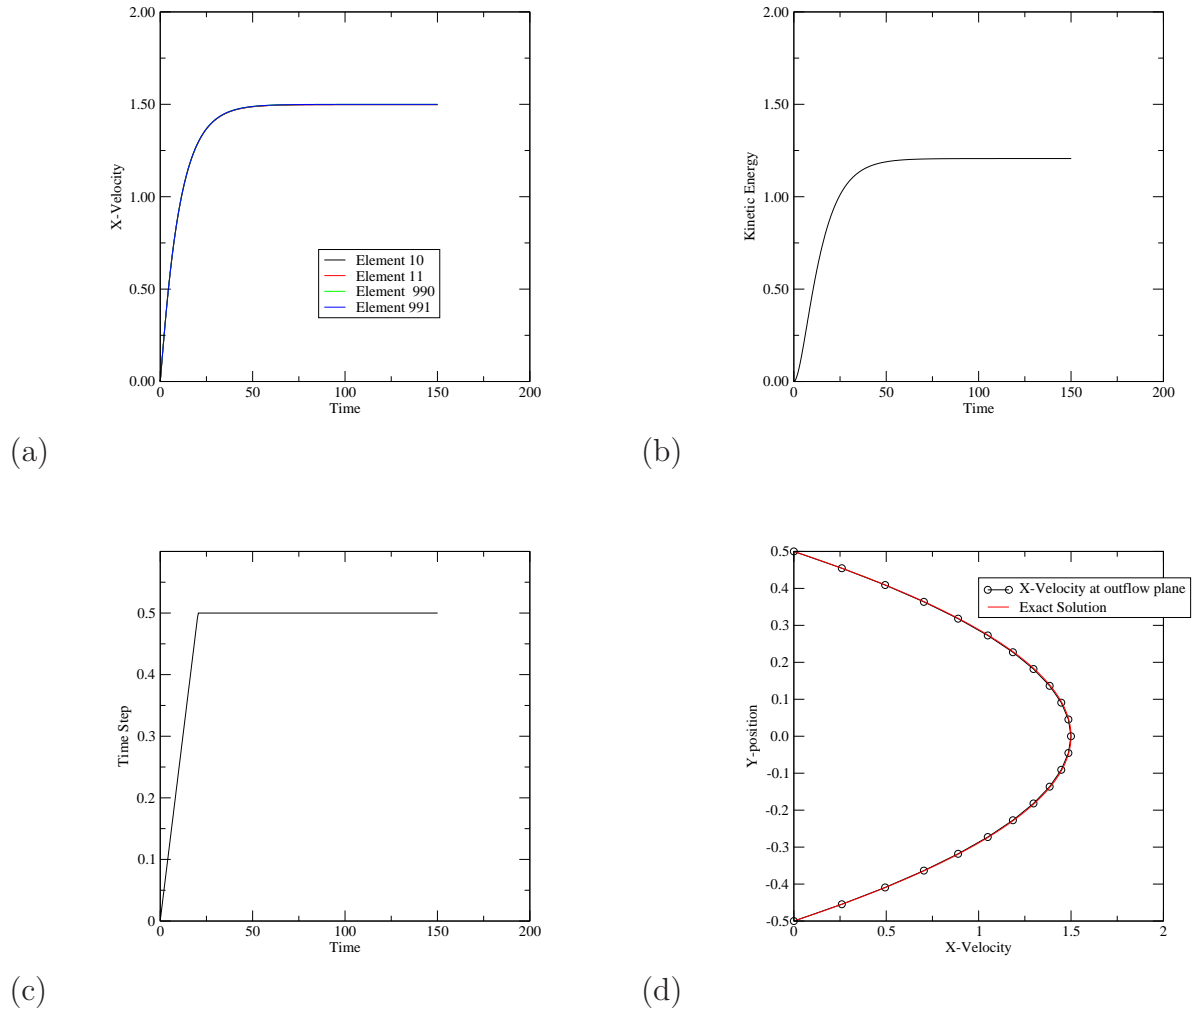 2.00
1.50
1.00
0.50
0.00
X-Velocity
0 50 100 150 200
Time
Element 10
Element 11
Element  990
Element 991
(a)
2.00
1.50
1.00
0.50
0.00
Kinetic Energy
0 50 100 150 200
Time
(b)
0.5
0.4
0.3
0.2
0.1
0
Time Step
0 50 100 150 200
Time
(c)
0.5
0.4
0.3
0.2
0.1
0.0
-0.1
-0.2
-0.3
-0.4
-0.5
Y-position
0 0.5 1 1.5 2
X-Velocity
X-Velocity at outflow plane
Exact Solution
(d)